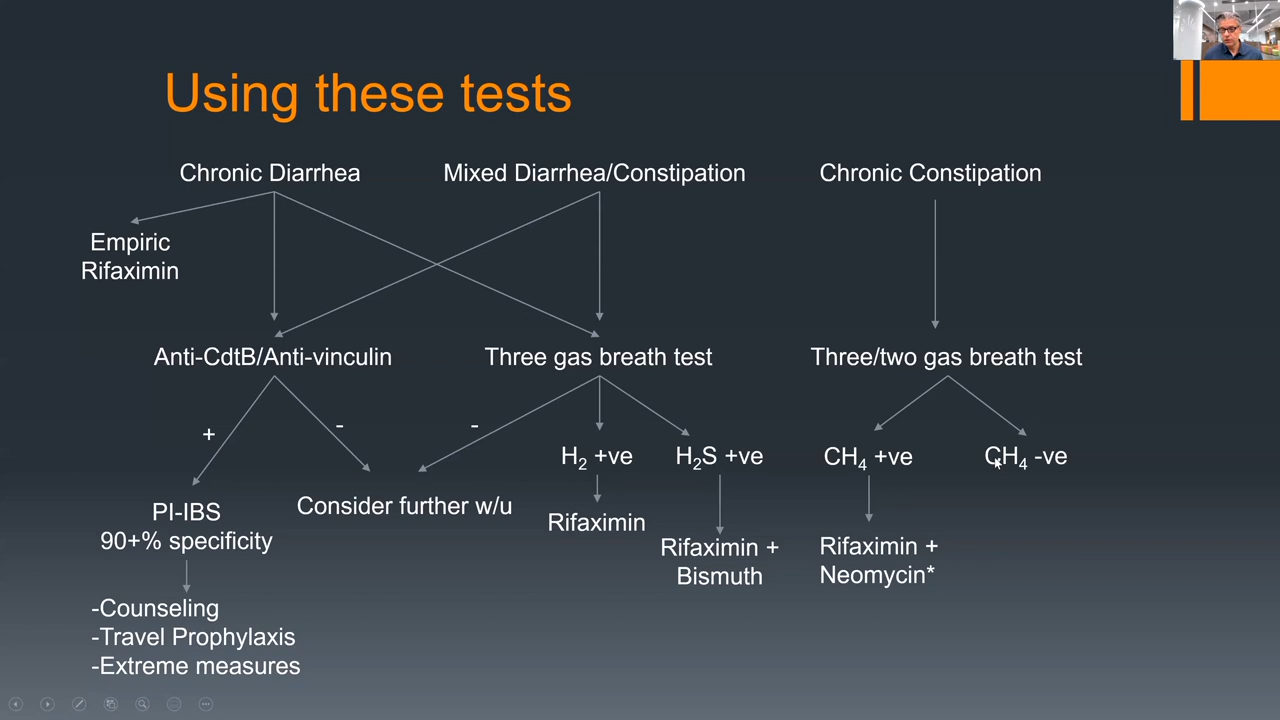 Using these tests
Chronic Diarrhea
Mixed Diarrhea/Constipation
Chronic Constipation
Empiric
Rifaximin
Anti-CdtB/Anti-vinculin
Three gas breath test
Three/two gas breath test
+
-
-
H₂ +ve
H₂S +ve
CH₄ +ve
CH₄ -ve
PI-IBS
90+% specificity
Consider further w/u
Rifaximin
Rifaximin +
Bismuth
Rifaximin +
Neomycin*
-Counseling
-Travel Prophylaxis
-Extreme measures